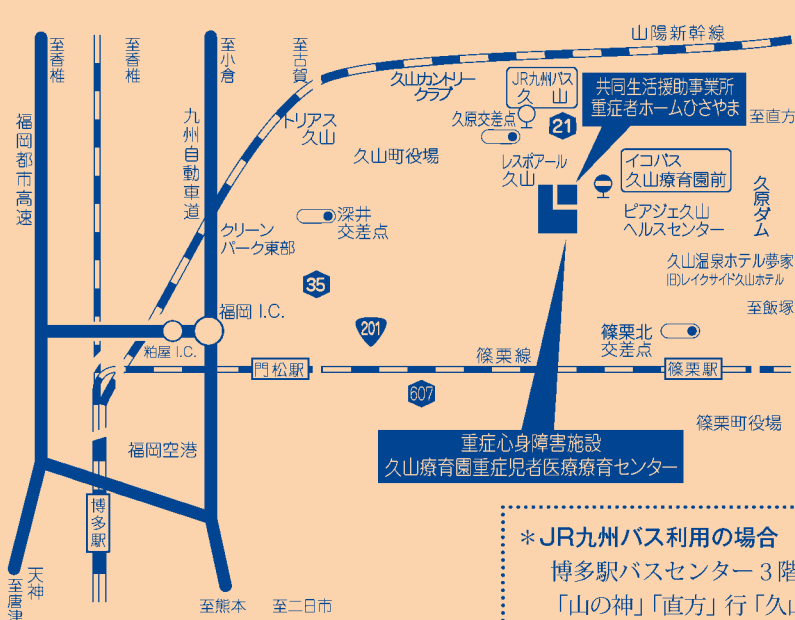 山陽新幹線
至香椎
至香椎
至小倉
至古賀
久山カントリー
クラブ
JR九州バス
久 山
共同生活援助事業所
重症者ホームひさやま
至直方
福岡都市高速
九州自動車道
トリアス
久山
久原交差点
21
久山町役場
レスポアール
久山
イコバス
久山療育園前
久原ダム
ピアジェ久山
ヘルスセンター
深井
交差点
クリーン
パーク東部
久山温泉ホテル夢家
(旧)レイクサイド久山ホテル
35
至飯塚
福岡 I.C.
粕屋 I.C.
201
篠栗北
交差点
篠栗線
門松駅
篠栗駅
607
篠栗町役場
福岡空港
重症心身障害施設
久山療育園重症児者医療療育センター
博多駅
天神
至唐津
至熊本
至二日市
＊JR九州バス利用の場合
博多駅バスセンター3階
「山の神」「直方」行「久山